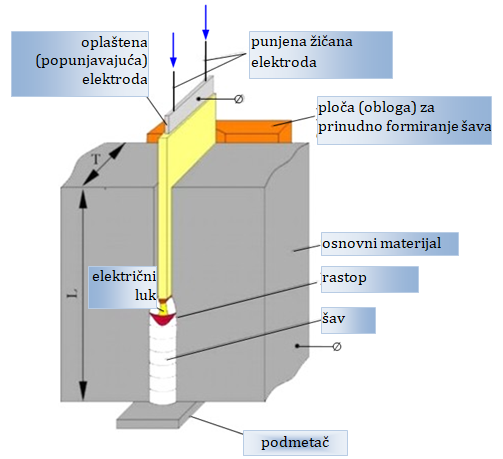 oplaštena
(popunjavajuća)
elektroda
punjena žičana
elektroda
ploča (obloga) za
prinudno formiranje šava
T
osnovni materijal
električni
luk
rastop
L
šav
podmetač